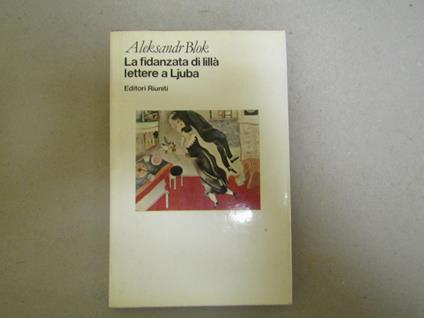 Aleksandr Blok
La fidanzata di lillà
lettere a Ljuba
Editori Riuniti